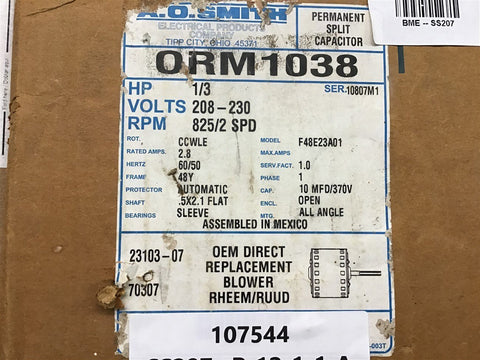 A.O.SMITH
ELECTRICAL PRODUCTS
COMPANY
TIPP CITY, OHIO 45371
PERMANENT
SPLIT
CAPACITOR
BME -- SS207
ORM1038
HP 1/3 SER. 10807M1
VOLTS 208-230
RPM 825/2 SPD
ROT. CCWLE MODEL F48E23A01
RATED AMPS. 2.8 MAX.AMPS
HERTZ 60/50 SERV.FACT. 1.0
FRAME 48Y PHASE 1
PROTECTOR AUTOMATIC CAP. 10 MFD/370V
SHAFT .5X2.1 FLAT ENCL. OPEN
BEARINGS SLEEVE MTG. ALL ANGLE
ASSEMBLED IN MEXICO
23103-07
70307
OEM DIRECT
REPLACEMENT
BLOWER
RHEEM/RUUD
-003T
107544